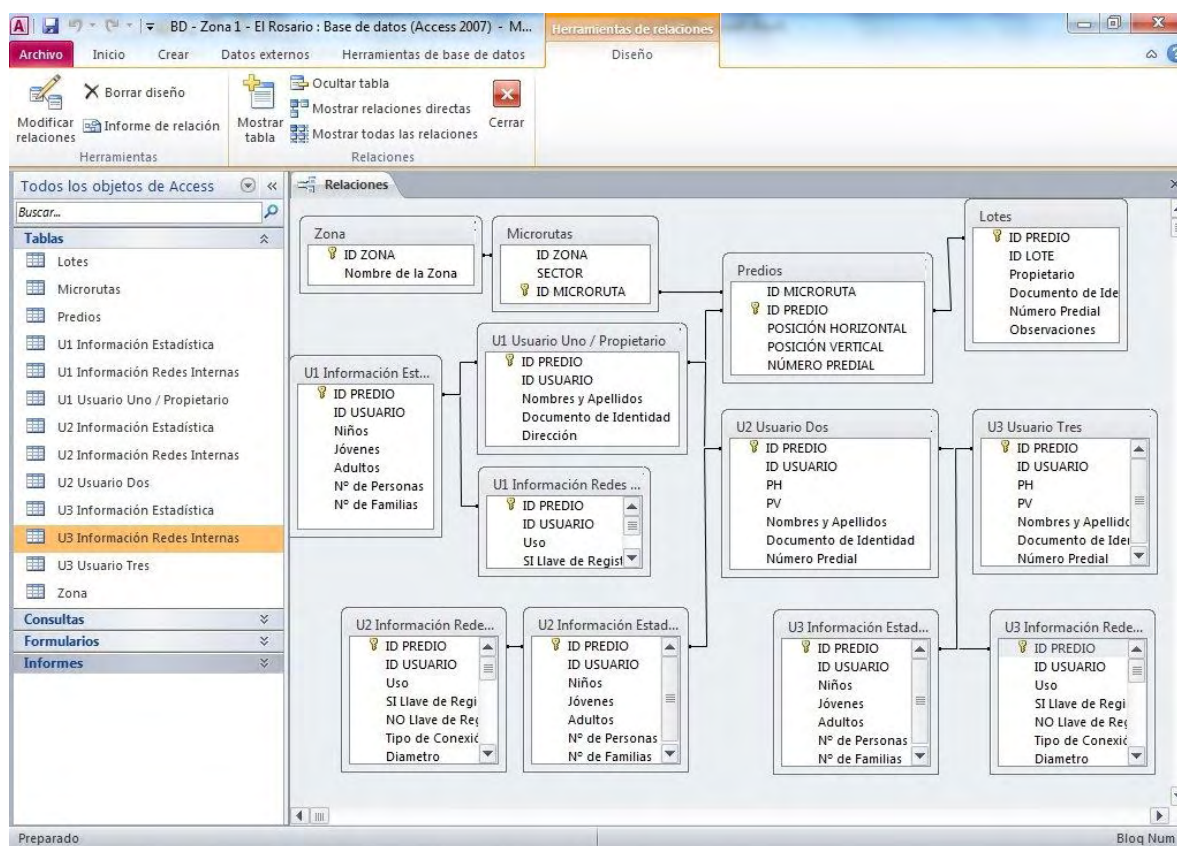 BD - Zona 1 - El Rosario : Base de datos (Access 2007) - M...
Herramientas de relaciones
Archivo
Inicio
Crear
Datos externos
Herramientas de base de datos
Diseño
Modificar relaciones
Borrar diseño
Informe de relación
Herramientas
Mostrar tabla
Ocultar tabla
Mostrar relaciones directas
Mostrar todas las relaciones
Relaciones
Cerrar
Todos los objetos de Access
Buscar...
Tablas
Lotes
Microrutas
Predios
U1 Información Estadística
U1 Información Redes Internas
U1 Usuario Uno / Propietario
U2 Información Estadística
U2 Información Redes Internas
U2 Usuario Dos
U3 Información Estadística
U3 Información Redes Internas
U3 Usuario Tres
Zona
Consultas
Formularios
Informes
Relaciones
Zona
ID ZONA
Nombre de la Zona
Microrutas
ID ZONA
SECTOR
ID MICRORUTA
Predios
ID MICRORUTA
ID PREDIO
POSICIÓN HORIZONTAL
POSICIÓN VERTICAL
NÚMERO PREDIAL
Lotes
ID PREDIO
ID LOTE
Propietario
Documento de Ide
Número Predial
Observaciones
U1 Información Est...
ID PREDIO
ID USUARIO
Niños
Jóvenes
Adultos
Nº de Personas
Nº de Familias
U1 Usuario Uno / Propietario
ID PREDIO
ID USUARIO
Nombres y Apellidos
Documento de Identidad
Dirección
U1 Información Redes ...
ID PREDIO
ID USUARIO
Uso
SI Llave de Regist
U2 Usuario Dos
ID PREDIO
ID USUARIO
PH
PV
Nombres y Apellidos
Documento de Identidad
Número Predial
U3 Usuario Tres
ID PREDIO
ID USUARIO
PH
PV
Nombres y Apellidc
Documento de Ider
Número Predial
U2 Información Rede...
ID PREDIO
ID USUARIO
Uso
SI Llave de Regi
NO Llave de Reg
Tipo de Conexić
Diametro
U2 Información Estad...
ID PREDIO
ID USUARIO
Niños
Jóvenes
Adultos
Nº de Personas
Nº de Familias
U3 Información Estad...
ID PREDIO
ID USUARIO
Niños
Jóvenes
Adultos
Nº de Personas
Nº de Familias
U3 Información Rede...
ID PREDIO
ID USUARIO
Uso
SI Llave de Regi
NO Llave de Reg
Tipo de Conexić
Diametro
Preparado
Bloq Num